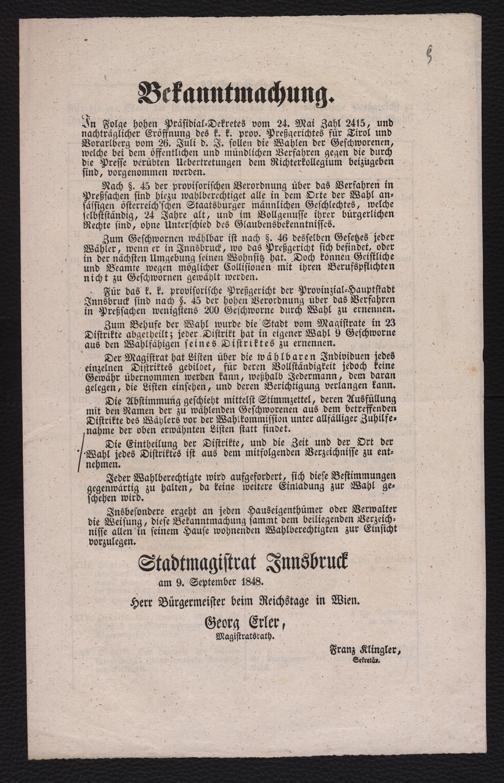 9
Bekanntmachung.
In Folge hohen Präsidial-Dekretes vom 24. Mai Zahl 2415, und
nachträglicher Eröffnung des k. k. prov. Preßgerichtes für Tirol und
Vorarlberg vom 26. Juli d. J. sollen die Wahlen der Geschworenen,
welche bei dem öffentlichen und mündlichen Verfahren gegen die durch
die Presse verübten Uebertretungen dem Richterkollegium beizugeben
sind, vorgenommen werden.
Nach §. 45 der provisorischen Verordnung über das Verfahren in
Preßsachen sind hiezu wahlberechtiget alle in dem Orte der Wahl an-
säßigen österreich'schen Staatsbürger männlichen Geschlechtes, welche
selbstständig, 24 Jahre alt, und im Vollgenusse ihrer bürgerlichen
Rechte sind, ohne Unterschied des Glaubensbekenntnisses.
Zum Geschwornen wählbar ist nach §. 46 desselben Gesetzes jeder
Wähler, wenn er in Innsbruck, wo das Preßgericht sich befindet, oder
in der nächsten Umgebung seinen Wohnsitz hat. Doch können Geistliche
und Beamte wegen möglicher Collisionen mit ihren Berufspflichten
nicht zu Geschwornen gewählt werden.
Für das k. k. provisorische Preßgericht der Provinzial-Hauptstadt
Innsbruck sind nach §. 45 der hohen Verordnung über das Verfahren
in Preßsachen wenigstens 200 Geschworne durch Wahl zu ernennen.
Zum Behufe der Wahl wurde die Stadt vom Magistrate in 23
Distrikte abgetheilt; jeder Distrikt hat in eigener Wahl 9 Geschworne
aus den Wahlfähigen seines Distriktes zu ernennen.
Der Magistrat hat Listen über die wählbaren Individuen jedes
einzelnen Distriktes gebildet, für deren Vollständigkeit jedoch keine
Gewähr übernommen werden kann, weßhalb Jedermann, dem daran
gelegen, die Listen einsehen, und deren Berichtigung verlangen kann.
Die Abstimmung geschieht mittelst Stimmzettel, deren Ausfüllung
mit den Namen der zu wählenden Geschworenen aus dem betreffenden
Distrikte des Wählers vor der Wahlkommission unter allfälliger Zuhilfe-
nahme der oben erwähnten Listen statt findet.
Die Eintheilung der Distrikte, und die Zeit und der Ort der
Wahl jedes Distriktes ist aus dem mitfolgenden Verzeichnisse zu ent-
nehmen.
Jeder Wahlberechtigte wird aufgefordert, sich diese Bestimmungen
gegenwärtig zu halten, da keine weitere Einladung zur Wahl ge-
schehen wird.
Insbesondere ergeht an jeden Hauseigenthümer oder Verwalter
die Weisung, diese Bekanntmachung sammt dem beiliegenden Verzeich-
nisse allen in seinem Hause wohnenden Wahlberechtigten zur Einsicht
vorzulegen.
Stadtmagistrat Innsbruck
am 9. September 1848.
Herr Bürgermeister beim Reichstage in Wien.
Georg Erler,
Magistratsrath.
Franz Klingler,
Sekretär.